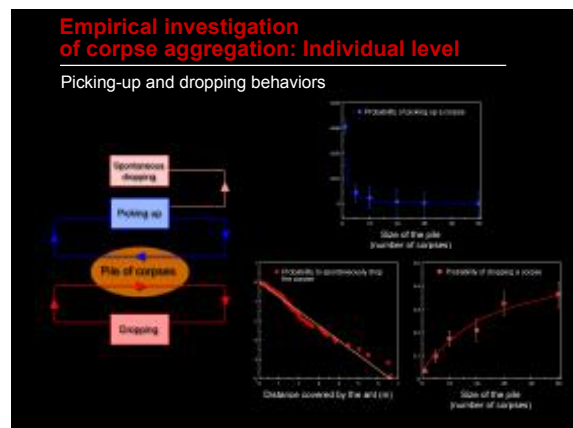 Empirical investigation
of corpse aggregation: Individual level
Picking-up and dropping behaviors
Probability of picking up a corpse
Spontaneous
dropping
Picking up
Pile of corpses
Dropping
Size of the pile
(number of corpses)
Probability to spontaneously drop
the corpse
Distance covered by the ant (m)
Probability of dropping a corpse
Size of the pile
(number of corpses)